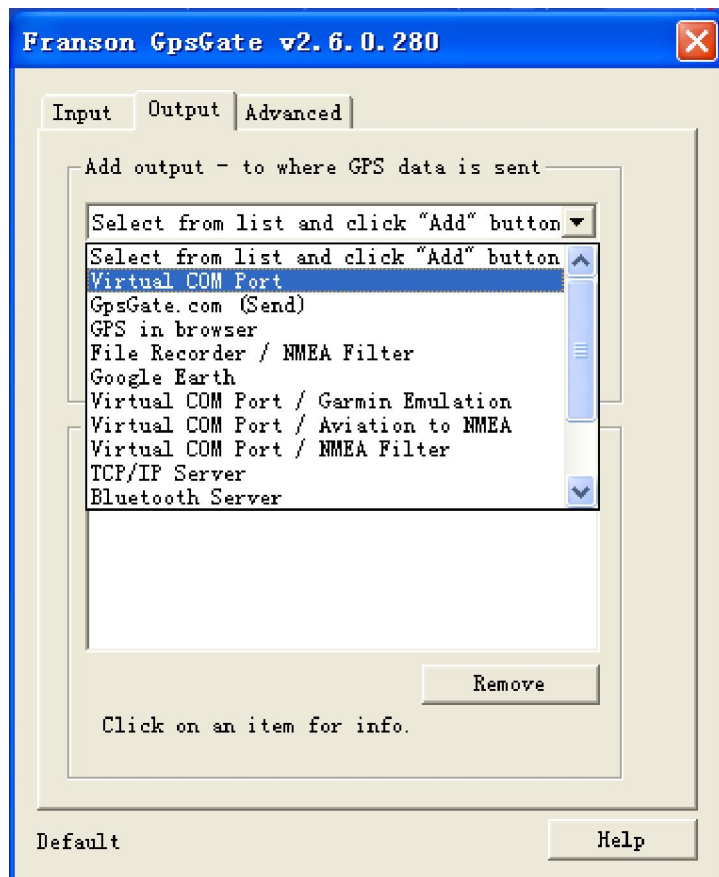 Franson GpsGate v2.6.0.280
Input Output Advanced
Add output - to where GPS data is sent
Select from list and click "Add" button
Select from list and click "Add" button
Virtual COM Port
GpsGate.com (Send)
GPS in browser
File Recorder / NMEA Filter
Google Earth
Virtual COM Port / Garmin Emulation
Virtual COM Port / Aviation to NMEA
Virtual COM Port / NMEA Filter
TCP/IP Server
Bluetooth Server
Remove
Click on an item for info.
Default
Help